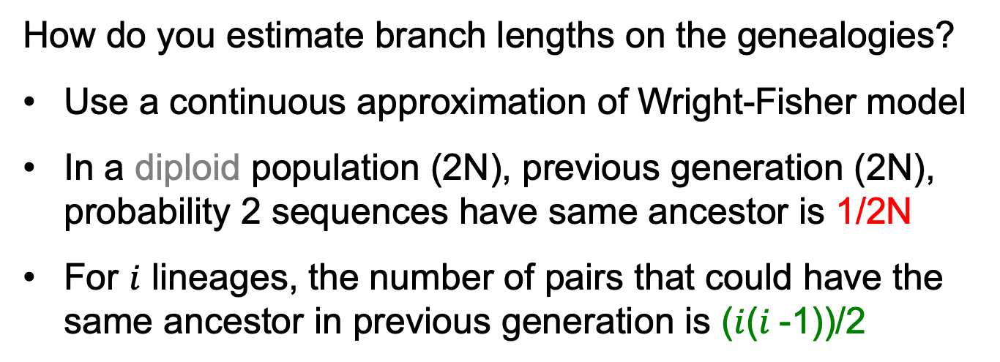 How do you estimate branch lengths on the genealogies?
• Use a continuous approximation of Wright-Fisher model
• In a diploid population (2N), previous generation (2N),
probability 2 sequences have same ancestor is 1/2N
• For i lineages, the number of pairs that could have the
same ancestor in previous generation is (i(i -1))/2